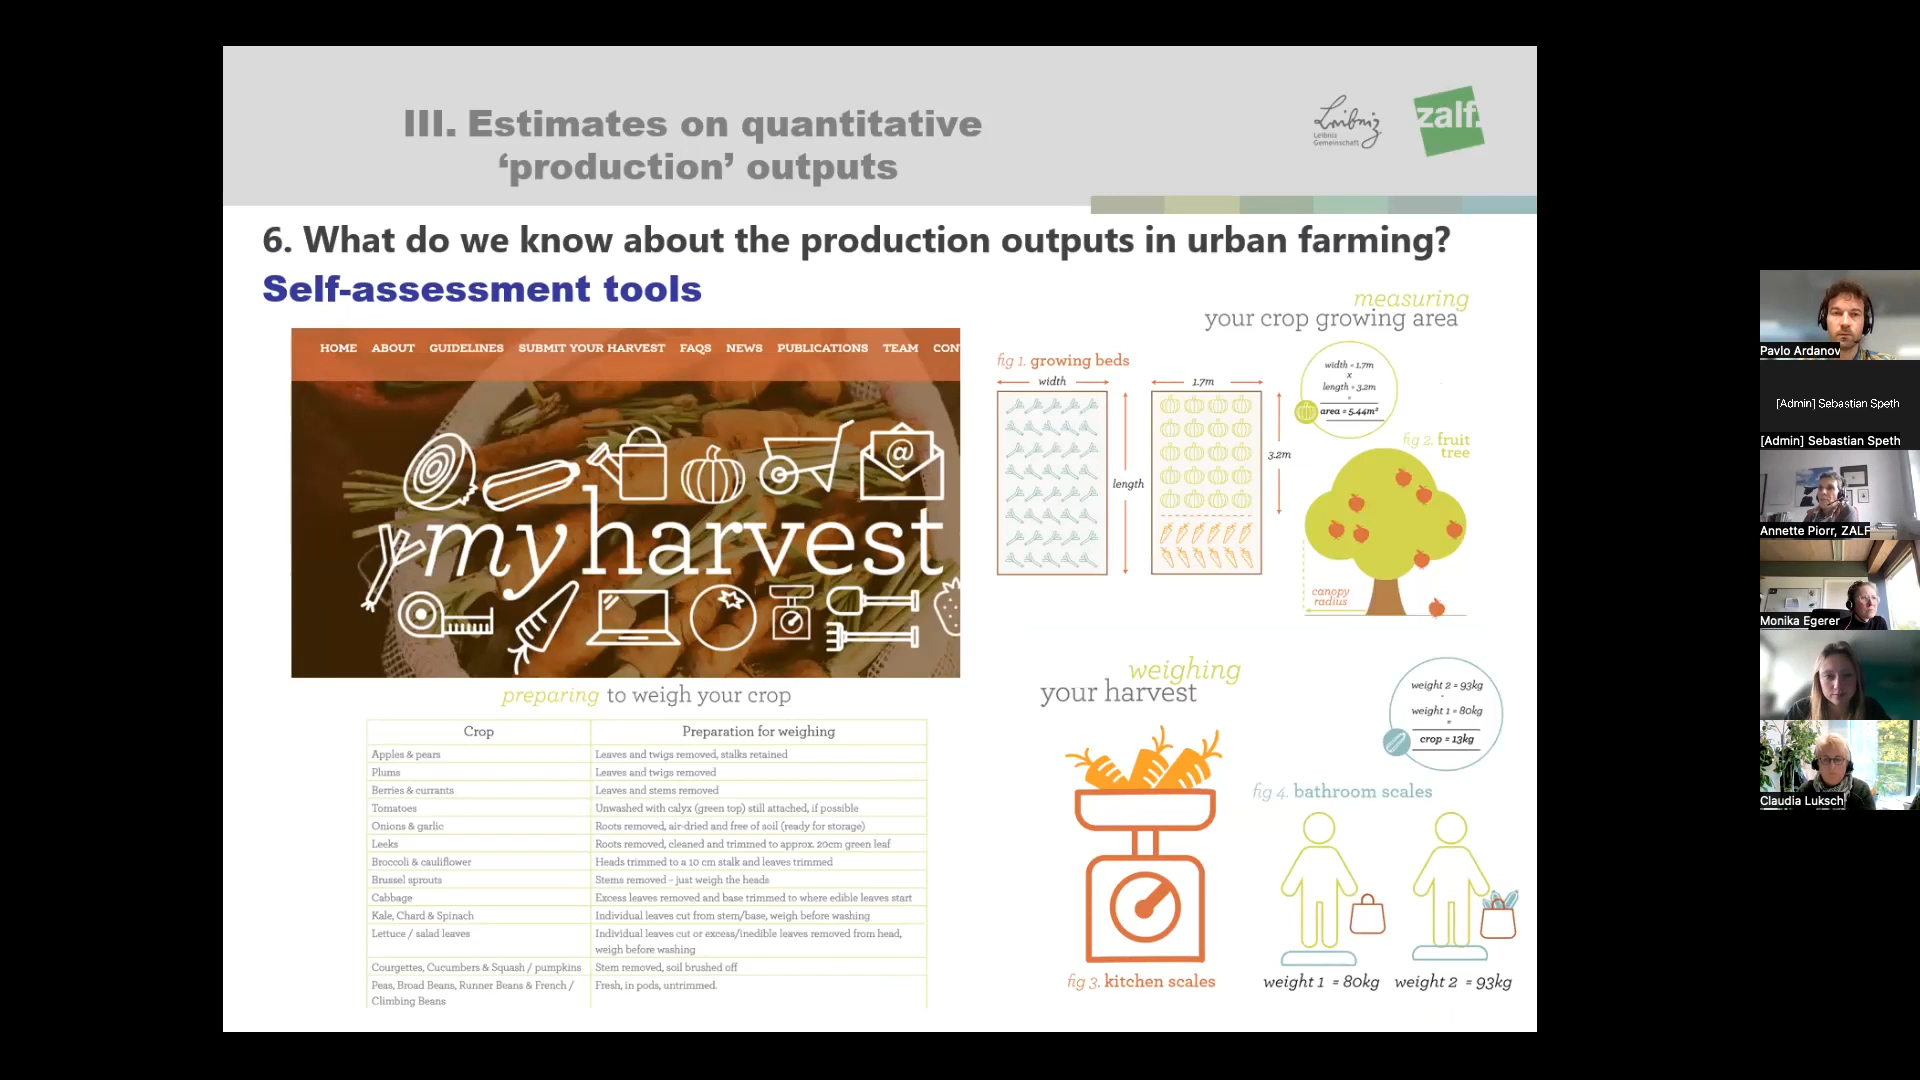 III. Estimates on quantitative
‘production’ outputs
Leibniz
Leibniz
Gemeinschaft
zalf.
6. What do we know about the production outputs in urban farming?
Self-assessment tools
HOME ABOUT GUIDELINES SUBMIT YOUR HARVEST FAQS NEWS PUBLICATIONS TEAM CON
@
myharvest
preparing to weigh your crop
Crop Preparation for weighing
Apples & pears Leaves and twigs removed, stalks retained
Plums Leaves and twigs removed
Berries & currants Leaves and stems removed
Tomatoes Unwashed with calyx (green top) still attached, if possible
Onions & garlic Roots removed, air-dried and free of soil (ready for storage)
Leeks Roots removed, cleaned and trimmed to approx. 20cm green leaf
Broccoli & cauliflower Heads trimmed to a 10 cm stalk and leaves trimmed
Brussel sprouts Stems removed – just weigh the heads
Cabbage Excess leaves removed and base trimmed to where edible leaves start
Kale, Chard & Spinach Individual leaves cut from stem/base, weigh before washing
Lettuce / salad leaves Individual leaves cut or excess/inedible leaves removed from head,
weigh before washing
Courgettes, Cucumbers & Squash / pumpkins Stem removed, soil brushed off
Peas, Broad Beans, Runner Beans & French / Fresh, in pods, untrimmed.
Climbing Beans
measuring
your crop growing area
fig 1. growing beds
width
length
1.7m
3.2m
width = 1.7m
x
length = 3.2m
=
area = 5.44m²
fig 2. fruit
tree
canopy
radius
weighing
your harvest
weight 2 = 93kg
-
weight 1 = 80kg
=
crop = 13kg
fig 4. bathroom scales
fig 3. kitchen scales
weight 1 = 80kg weight 2 = 93kg
Pavlo Ardanov
[Admin] Sebastian Speth
[Admin] Sebastian Speth
Annette Piorr, ZALF
Monika Egerer
Claudia Luksch